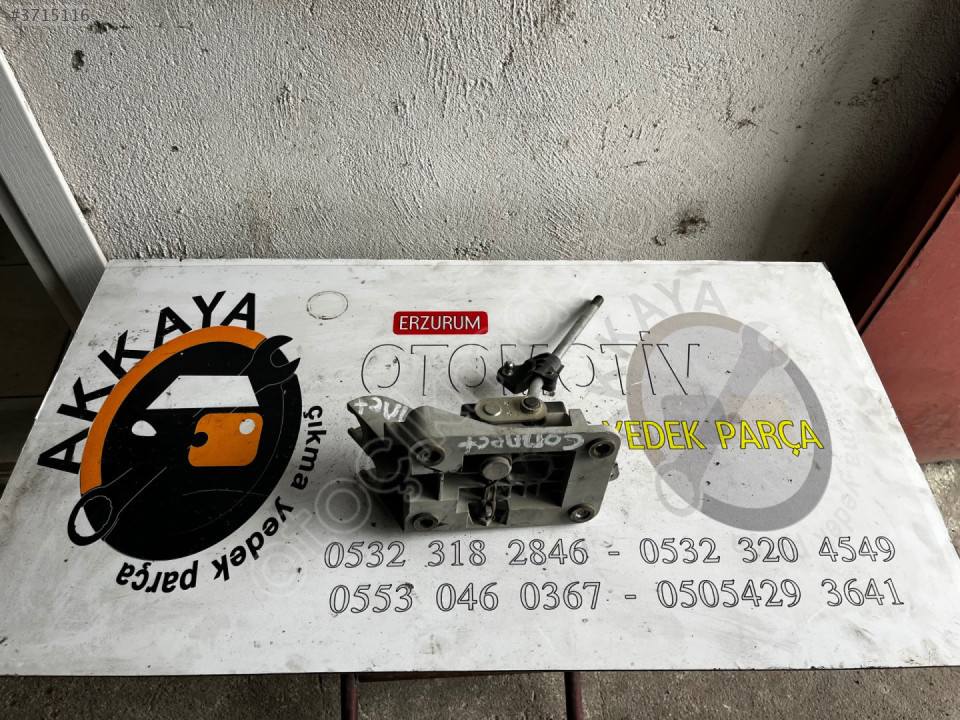 #3715116
AKKAYA
çıkma yedek parça
ERZURUM
OTOMOTİV
YEDEK PARÇA
AKKAYA
Connect
0532 318 2846 - 0532 320 4549
0553 046 0367 - 0505429 3641